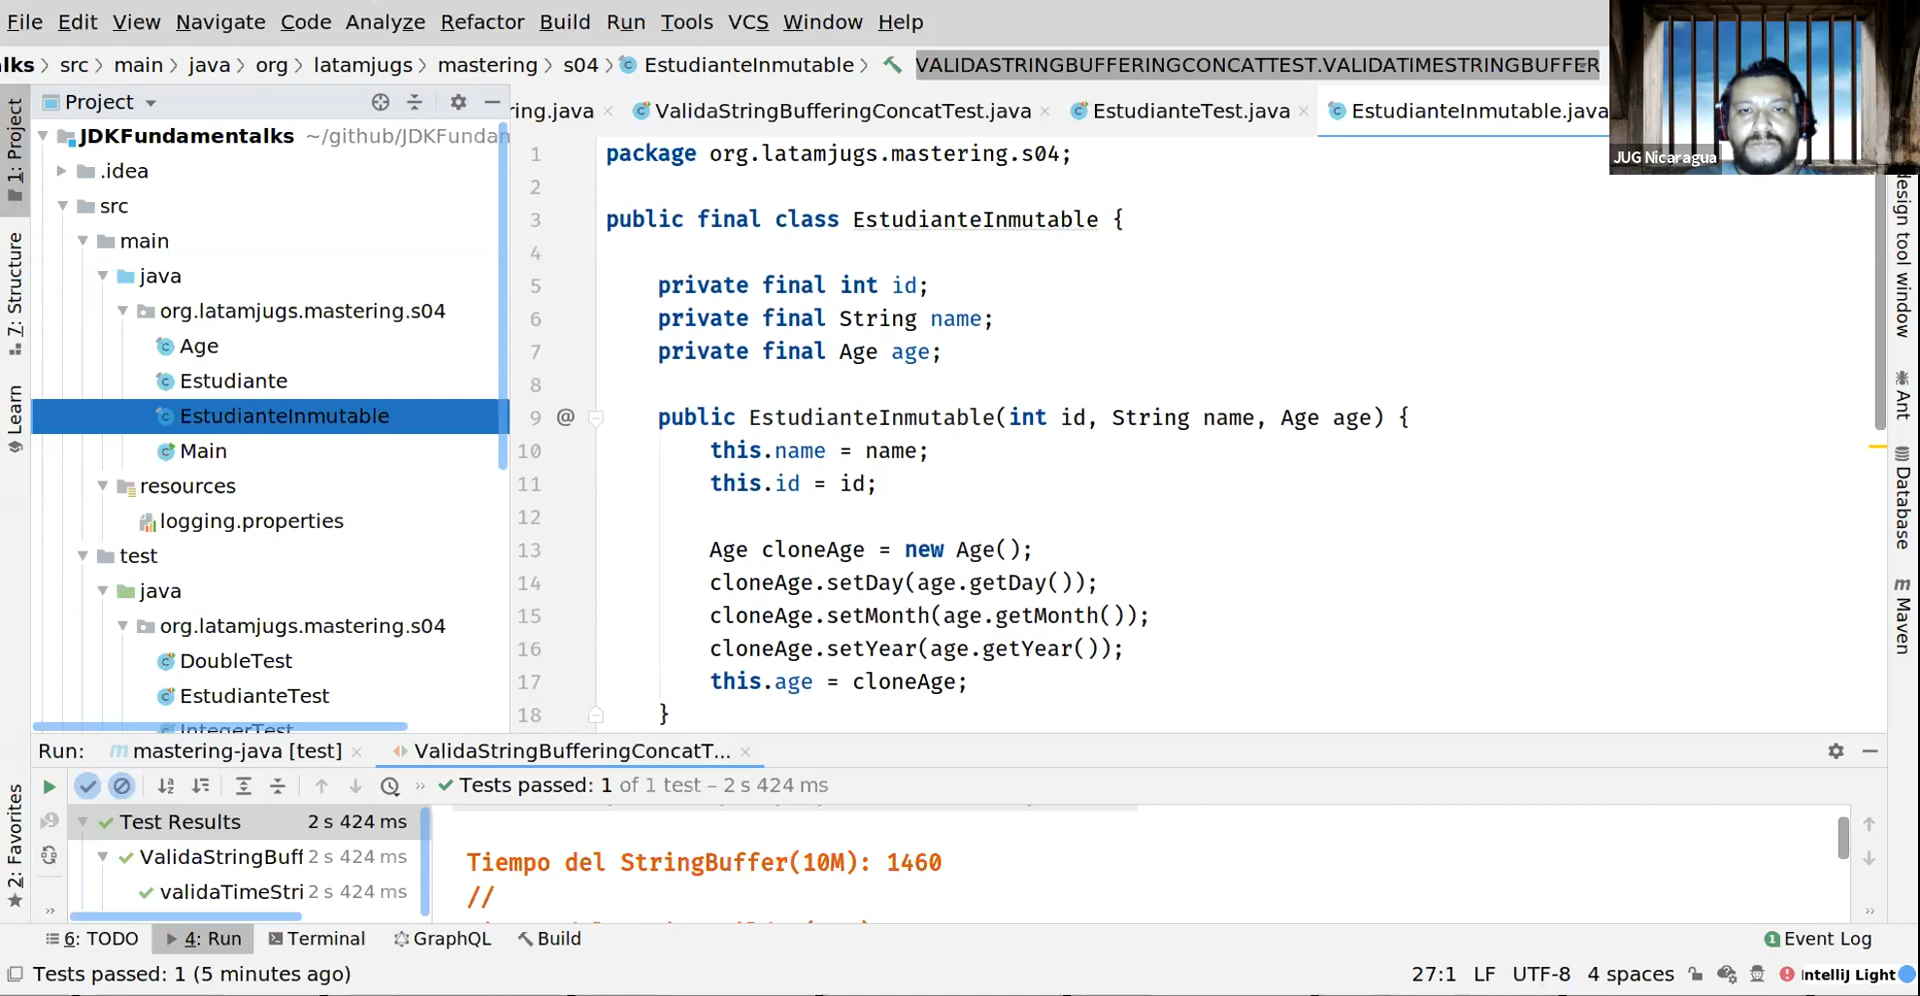 File Edit View Navigate Code Analyze Refactor Build Run Tools VCS Window Help
lks src main java org latamjugs mastering s04 EstudianteInmutable VALIDASTRINGBUFFERINGCONCATTEST.VALIDATIMESTRINGBUFFER
JUG Nicaragua
Project
ing.java ValidaStringBufferingConcatTest.java EstudianteTest.java EstudianteInmutable.java
1: Project
7: Structure
Learn
2: Favorites
JDKFundamentalks ~/github/JDKFundam
.idea
src
main
java
org.latamjugs.mastering.s04
Age
Estudiante
EstudianteInmutable
Main
resources
logging.properties
test
java
org.latamjugs.mastering.s04
DoubleTest
EstudianteTest
IntegerTest
1 package org.latamjugs.mastering.s04;
2
3 public final class EstudianteInmutable {
4
5 private final int id;
6 private final String name;
7 private final Age age;
8
9 @ public EstudianteInmutable(int id, String name, Age age) {
10 this.name = name;
11 this.id = id;
12
13 Age cloneAge = new Age();
14 cloneAge.setDay(age.getDay());
15 cloneAge.setMonth(age.getMonth());
16 cloneAge.setYear(age.getYear());
17 this.age = cloneAge;
18 }
design tool window
Ant
Database
Maven
Run: mastering-java [test] ValidaStringBufferingConcatT...
Tests passed: 1 of 1 test – 2 s 424 ms
Test Results 2 s 424 ms
ValidaStringBuff 2 s 424 ms
validaTimeStri 2 s 424 ms
Tiempo del StringBuffer(10M): 1460
//
6: TODO 4: Run Terminal GraphQL Build 1 Event Log
Tests passed: 1 (5 minutes ago) 27:1 LF UTF-8 4 spaces IntelliJ Light